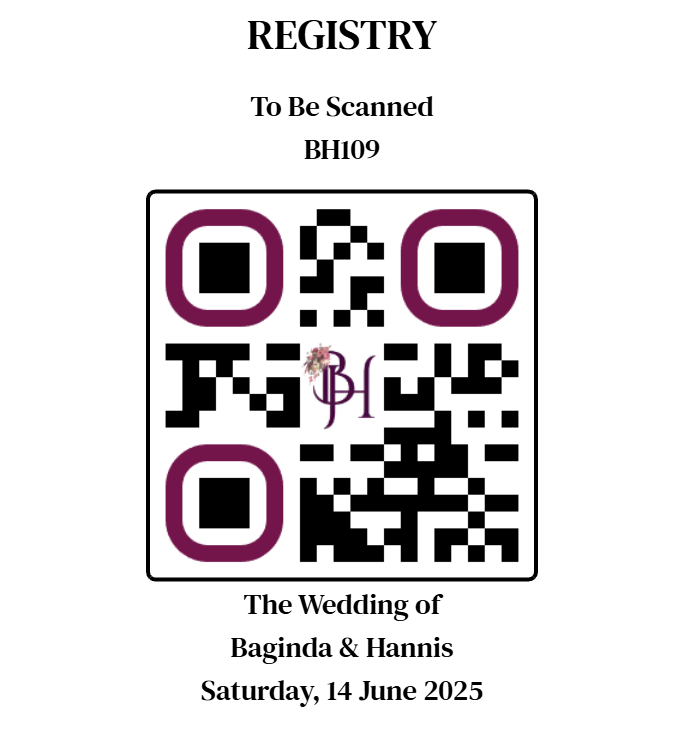 REGISTRY
To Be Scanned
BH109
BH
The Wedding of
Baginda & Hannis
Saturday, 14 June 2025